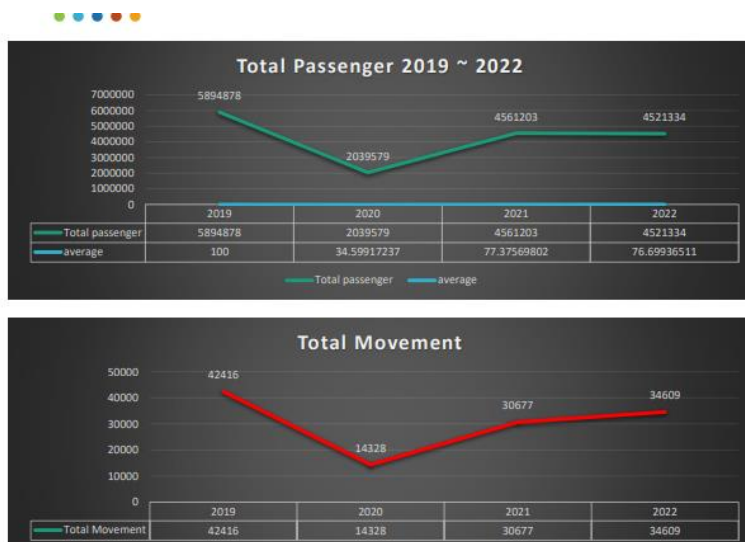 Total Passenger 2019 ~ 2022
7000000
6000000
5000000
4000000
3000000
2000000
1000000
0
5894878
2039579
4561203
4521334
2019 2020 2021 2022
Total passenger 5894878 2039579 4561203 4521334
average 100 34.59917237 77.37569802 76.69936511
Total passenger average
Total Movement
50000
40000
30000
20000
10000
0
42416
14328
30677
34609
2019 2020 2021 2022
Total Movement 42416 14328 30677 34609